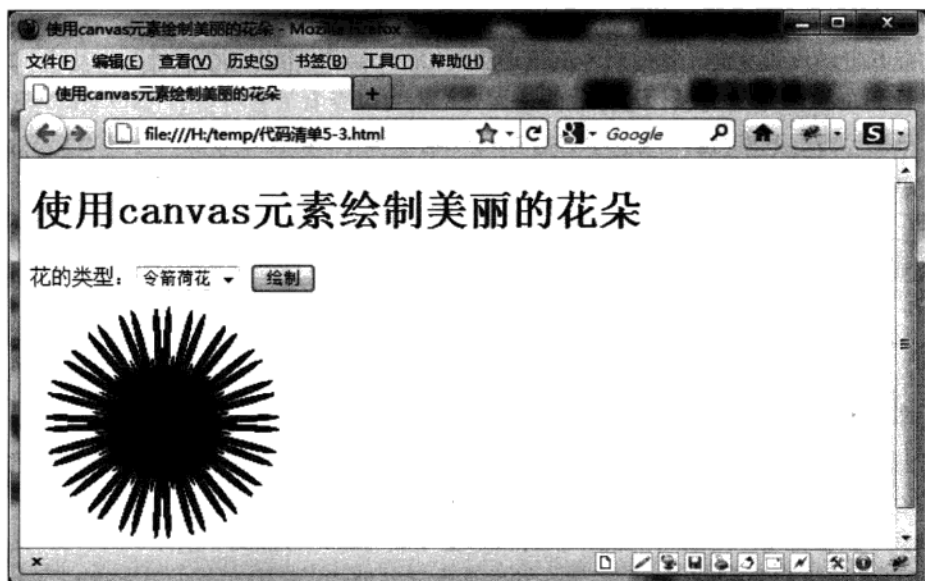 使用canvas元素绘制美丽的花朵 - Mozilla Firefox
文件(F) 编辑(E) 查看(V) 历史(S) 书签(B) 工具(T) 帮助(H)
使用canvas元素绘制美丽的花朵 +
file:///H:/temp/代码清单5-3.html Google S
使用canvas元素绘制美丽的花朵
花的类型： 令箭荷花 绘制